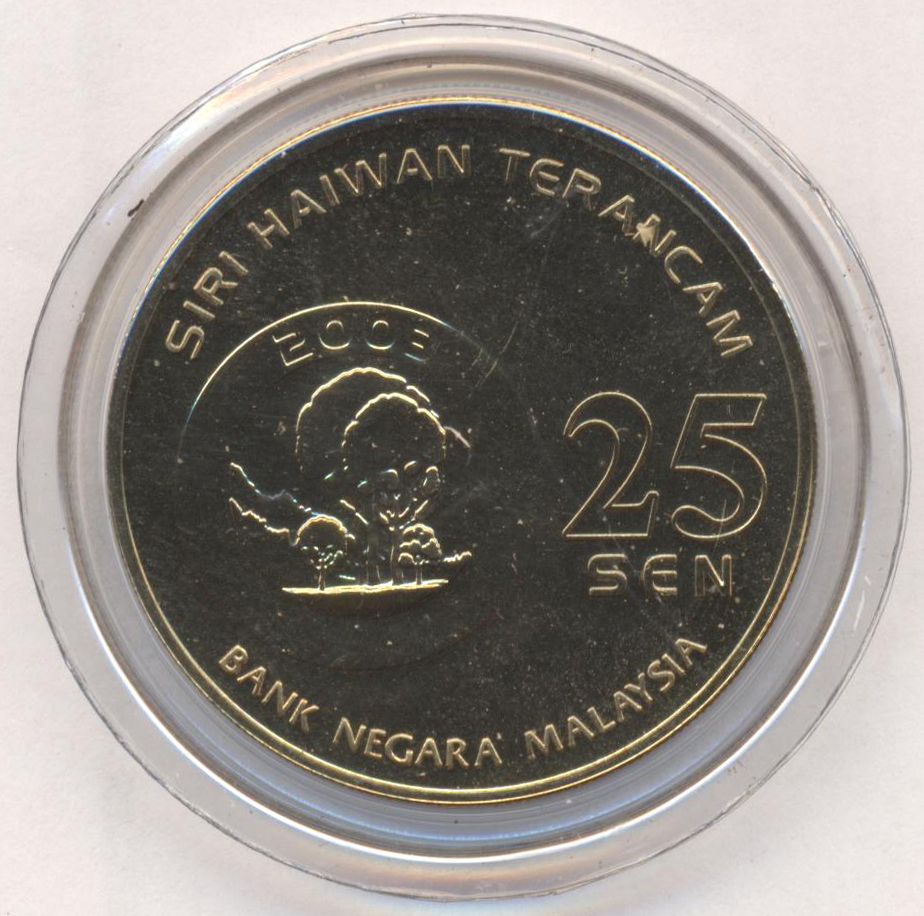 SIRI HAIWAN TERANCAM
2003
25
SEN
BANK NEGARA MALAYSIA